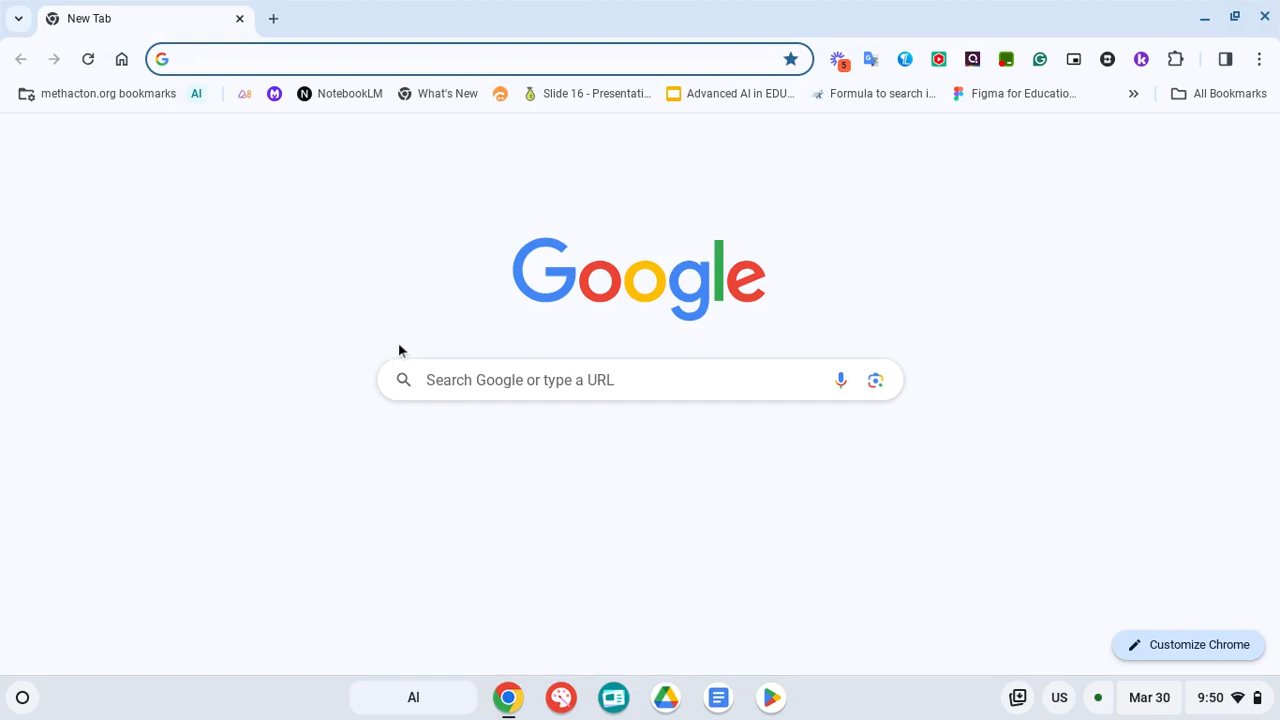 New Tab
5
methacton.org bookmarks
AI
NotebookLM
What's New
Slide 16 - Presentati...
Advanced AI in EDU...
Formula to search i...
Figma for Educatio...
All Bookmarks
Google
Search Google or type a URL
Customize Chrome
AI
US
Mar 30
9:50